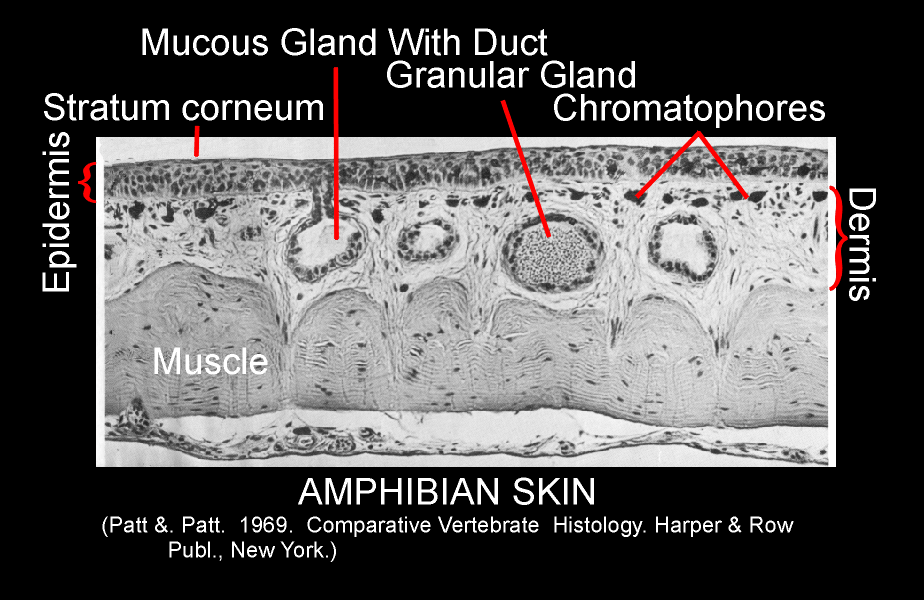 Mucous Gland With Duct
Granular Gland
Stratum corneum
Chromatophores
Epidermis
Dermis
Muscle
AMPHIBIAN SKIN
(Patt &. Patt. 1969. Comparative Vertebrate Histology. Harper & Row
Publ., New York.)